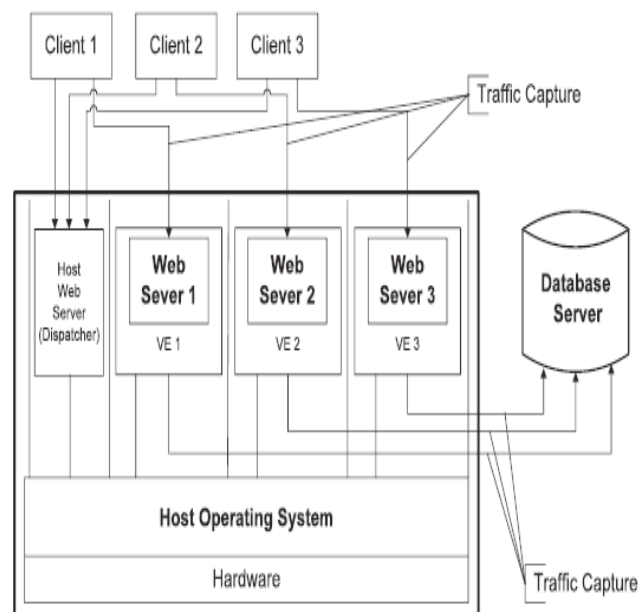 Client 1
Client 2
Client 3
Traffic Capture
Host
Web
Server
(Dispatcher)
Web
Sever 1
VE 1
Web
Sever 2
VE 2
Web
Sever 3
VE 3
Database
Server
Host Operating System
Hardware
Traffic Capture